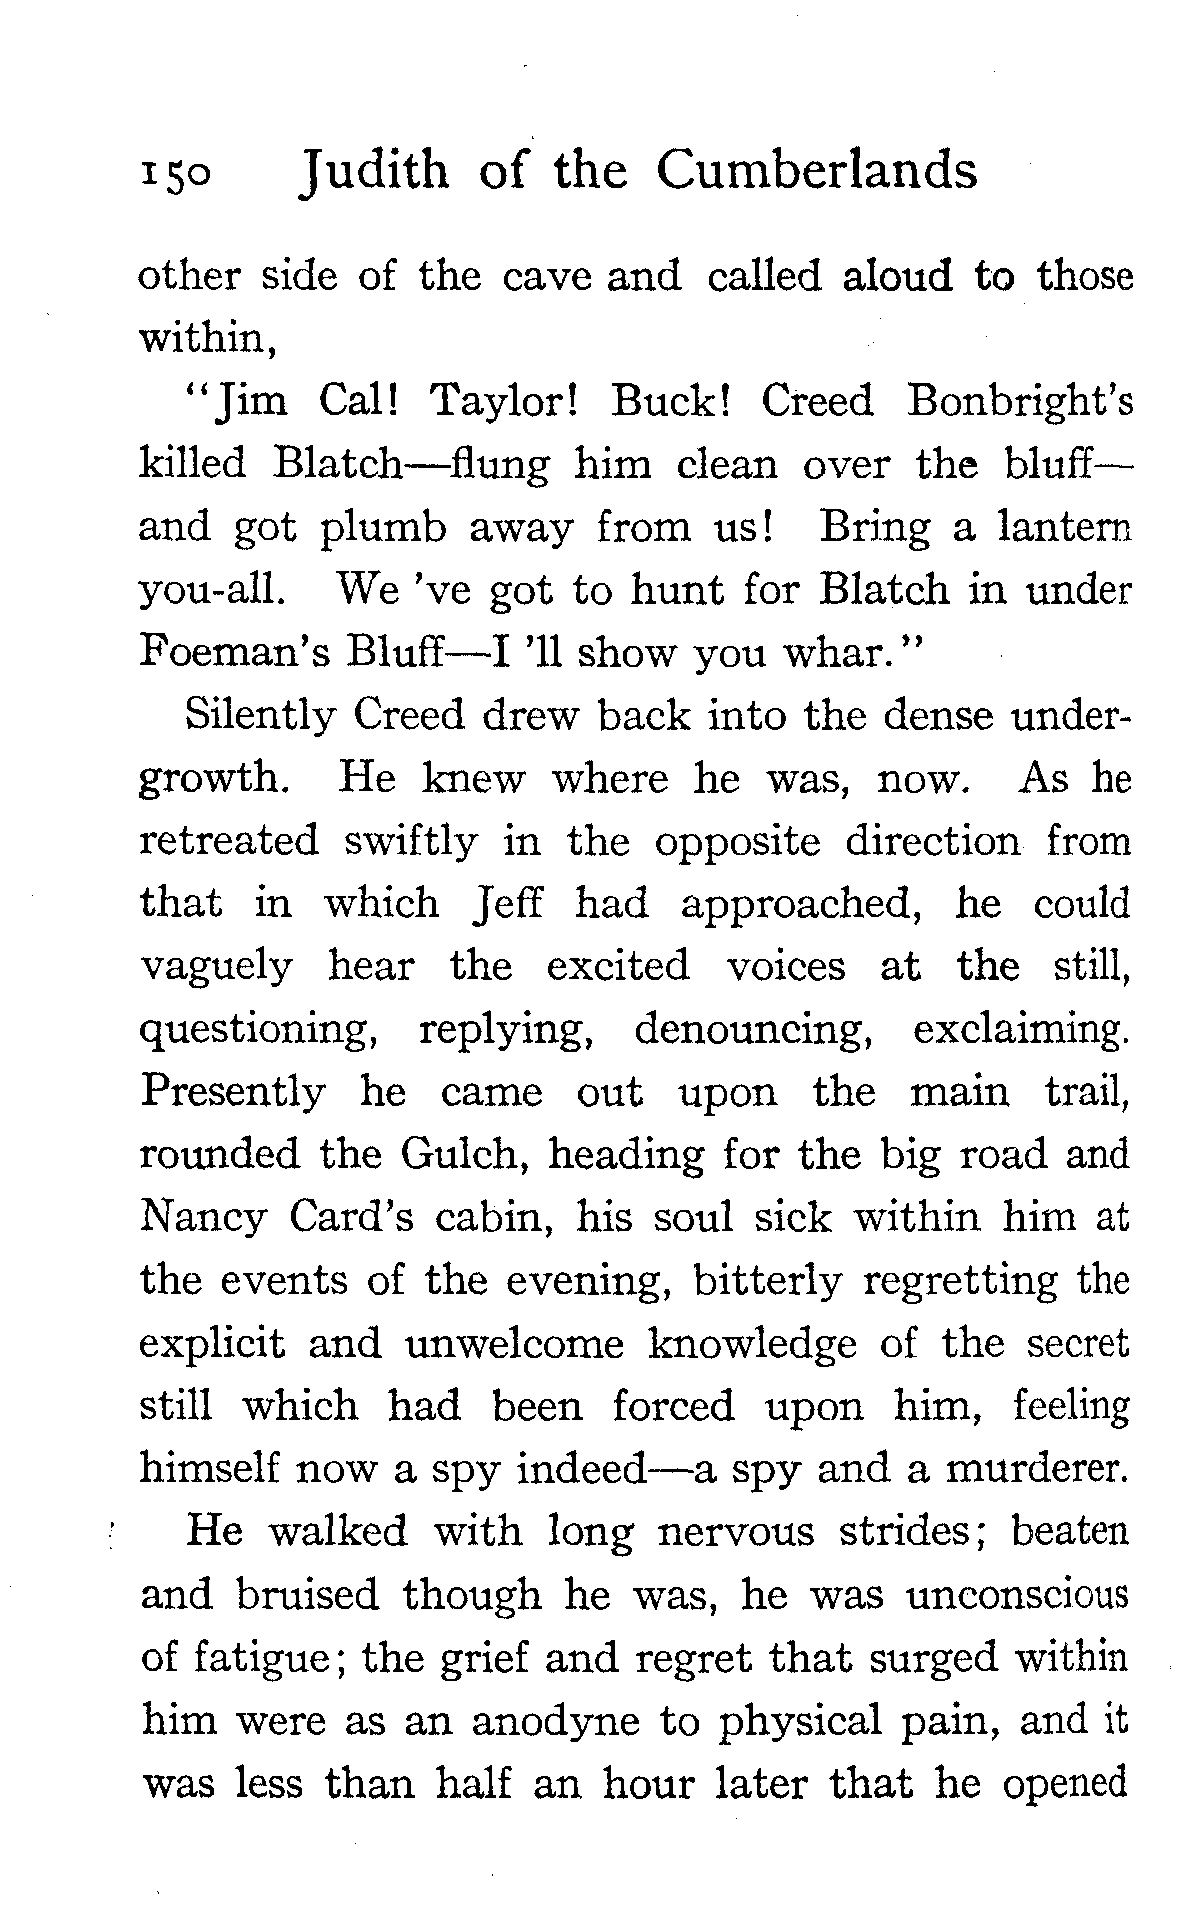 150 Judith of the Cumberlands
other side of the cave and called aloud to those
within,
"Jim Cal! Taylor! Buck! Creed Bonbright's
killed Blatch—flung him clean over the bluff—
and got plumb away from us! Bring a lantern
you-all. We 've got to hunt for Blatch in under
Foeman's Bluff—I 'll show you whar."
Silently Creed drew back into the dense under-
growth. He knew where he was, now. As he
retreated swiftly in the opposite direction from
that in which Jeff had approached, he could
vaguely hear the excited voices at the still,
questioning, replying, denouncing, exclaiming.
Presently he came out upon the main trail,
rounded the Gulch, heading for the big road and
Nancy Card's cabin, his soul sick within him at
the events of the evening, bitterly regretting the
explicit and unwelcome knowledge of the secret
still which had been forced upon him, feeling
himself now a spy indeed—a spy and a murderer.
He walked with long nervous strides; beaten
and bruised though he was, he was unconscious
of fatigue; the grief and regret that surged within
him were as an anodyne to physical pain, and it
was less than half an hour later that he opened